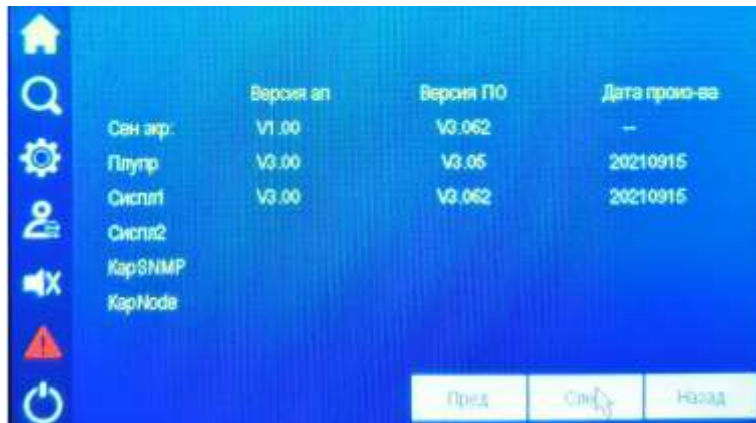 Версия ап Версия ПО Дата произ-ва
Сен экр: V1.00 V3.062 --
Плупр V3.00 V3.05 20210915
Сиспл1 V3.00 V3.062 20210915
Сиспл2
КарSNMP
КарNode
Пред Назад